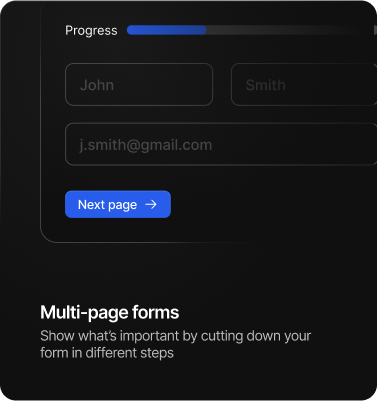 Progress
John
Smith
j.smith@gmail.com
Next page →
Multi-page forms
Show what's important by cutting down your
form in different steps